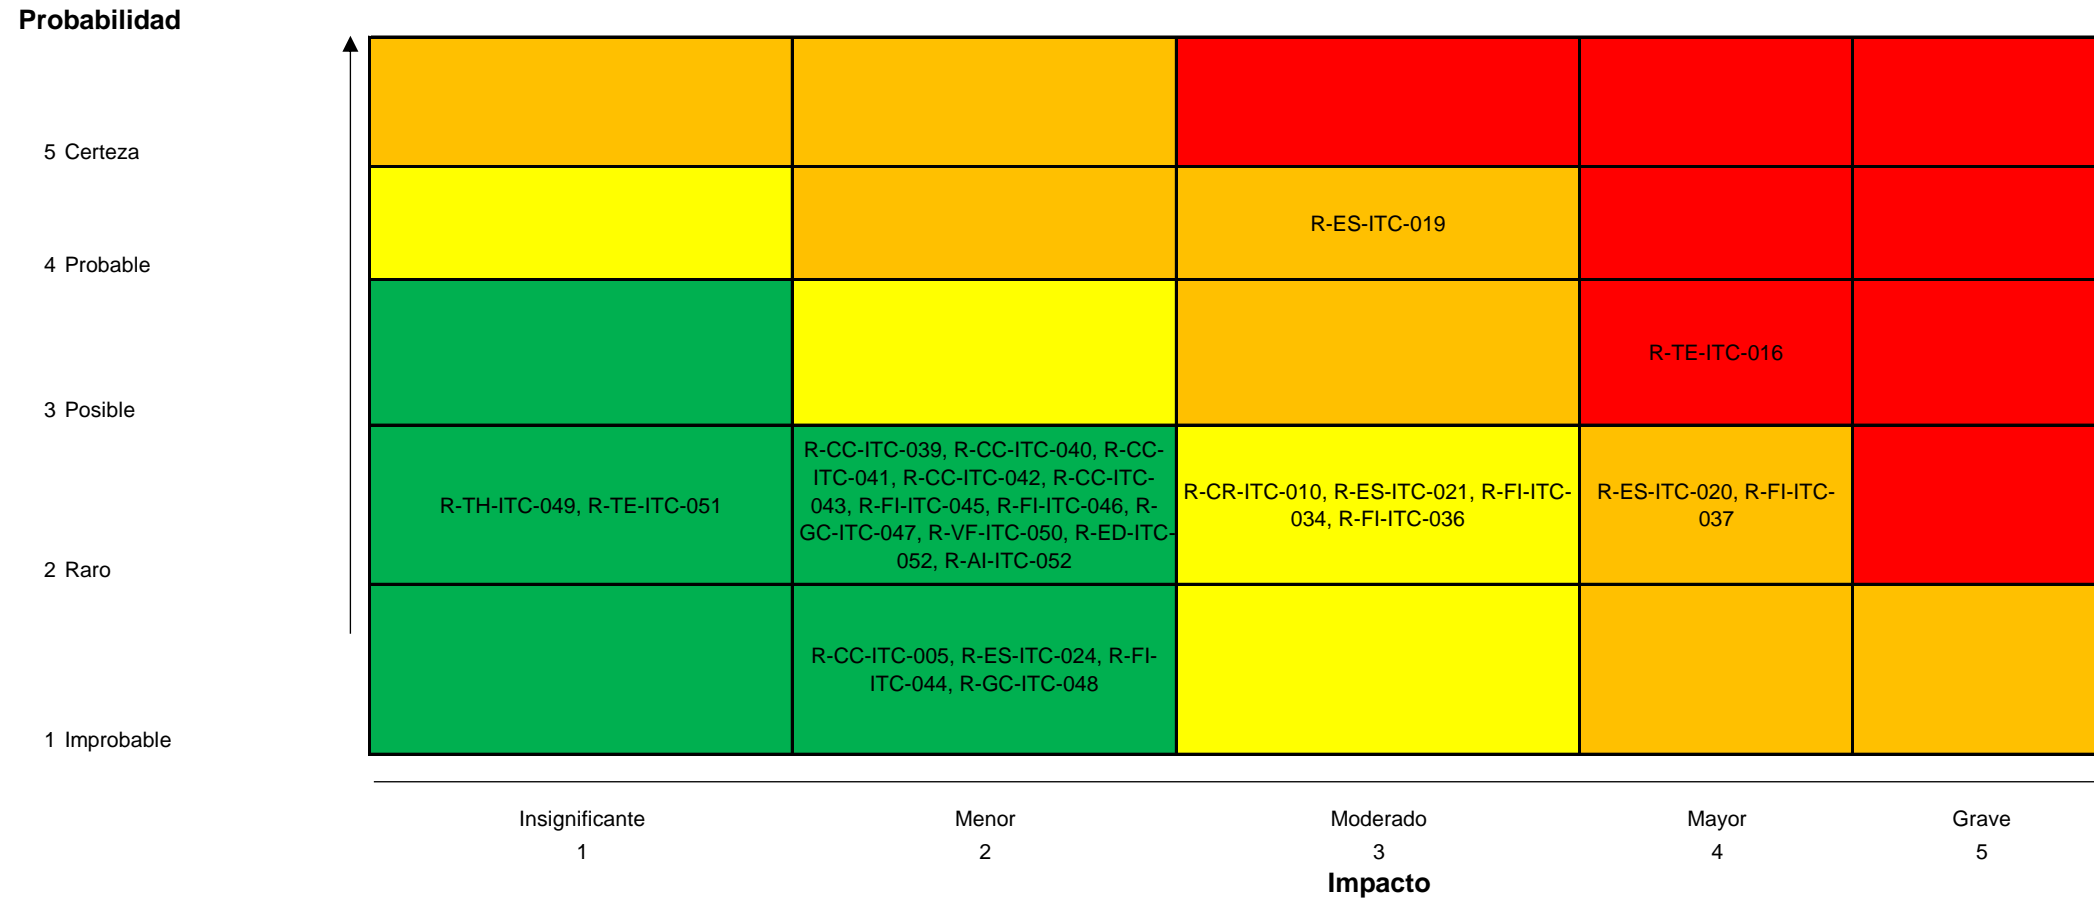 Probabilidad
5 Certeza
R-ES-ITC-019
4 Probable
R-TE-ITC-016
3 Posible
R-TH-ITC-049, R-TE-ITC-051
R-CC-ITC-039, R-CC-ITC-040, R-CC-
ITC-041, R-CC-ITC-042, R-CC-ITC-
043, R-FI-ITC-045, R-FI-ITC-046, R-
GC-ITC-047, R-VF-ITC-050, R-ED-ITC-
052, R-AI-ITC-052
R-CR-ITC-010, R-ES-ITC-021, R-FI-ITC-
034, R-FI-ITC-036
R-ES-ITC-020, R-FI-ITC-
037
2 Raro
R-CC-ITC-005, R-ES-ITC-024, R-FI-
ITC-044, R-GC-ITC-048
1 Improbable
Insignificante
Menor
Moderado
Mayor
Grave
1
2
3
4
5
Impacto